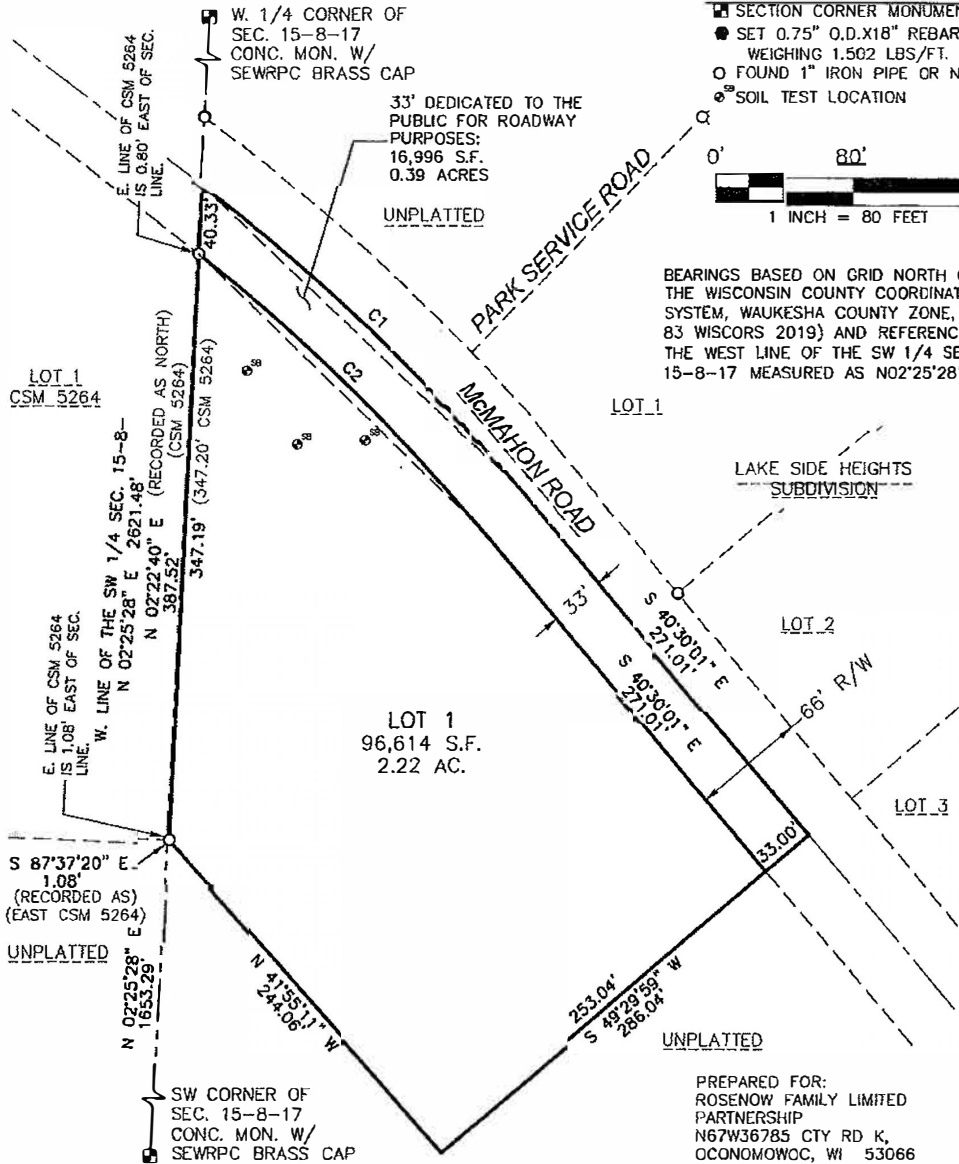 W. 1/4 CORNER OF
SEC. 15-8-17
CONC. MON. W/
SEWRPC BRASS CAP
SECTION CORNER MONUMEN
SET 0.75" O.D.X18" REBAR
WEIGHING 1.502 LBS/FT.
FOUND 1" IRON PIPE OR N
SB SOIL TEST LOCATION
0' 80'
1 INCH = 80 FEET
E. LINE OF CSM 5264
IS 0.80' EAST OF SEC.
LINE.
33' DEDICATED TO THE
PUBLIC FOR ROADWAY
PURPOSES:
16,996 S.F.
0.39 ACRES
UNPLATTED
40.33'
C1
C2
PARK SERVICE ROAD
BEARINGS BASED ON GRID NORTH
THE WISCONSIN COUNTY COORDINAT
SYSTEM, WAUKESHA COUNTY ZONE,
83 WISCORS 2019) AND REFERENC
THE WEST LINE OF THE SW 1/4 SE
15-8-17 MEASURED AS N02°25'28
LOT 1
CSM 5264
SB
SB
SB
LOT 1
McMAHON ROAD
LAKE SIDE HEIGHTS
SUBDIVISION
W. LINE OF THE SW 1/4 SEC. 15-8-
N 02°25'28" E 2621.48'
N 02°22'40" E (RECORDED AS NORTH)
(CSM 5264)
387.52'
347.19' (347.20' CSM 5264)
33'
S 40°30'01" E
271.01'
S 40°30'01" E
271.01'
LOT 2
66' R/W
E. LINE OF CSM 5264
IS 1.08' EAST OF SEC.
LINE.
LOT 1
96,614 S.F.
2.22 AC.
LOT 3
33.00'
S 87°37'20" E
1.08'
(RECORDED AS)
(EAST CSM 5264)
UNPLATTED
N 02°25'28" E
1653.29'
N 41°55'11" W
244.06'
253.04'
S 49°29'59" W
286.04'
UNPLATTED
SW CORNER OF
SEC. 15-8-17
CONC. MON. W/
SEWRPC BRASS CAP
PREPARED FOR:
ROSENOW FAMILY LIMITED
PARTNERSHIP
N67W36785 CTY RD K,
OCONOMOWOC, WI 53066